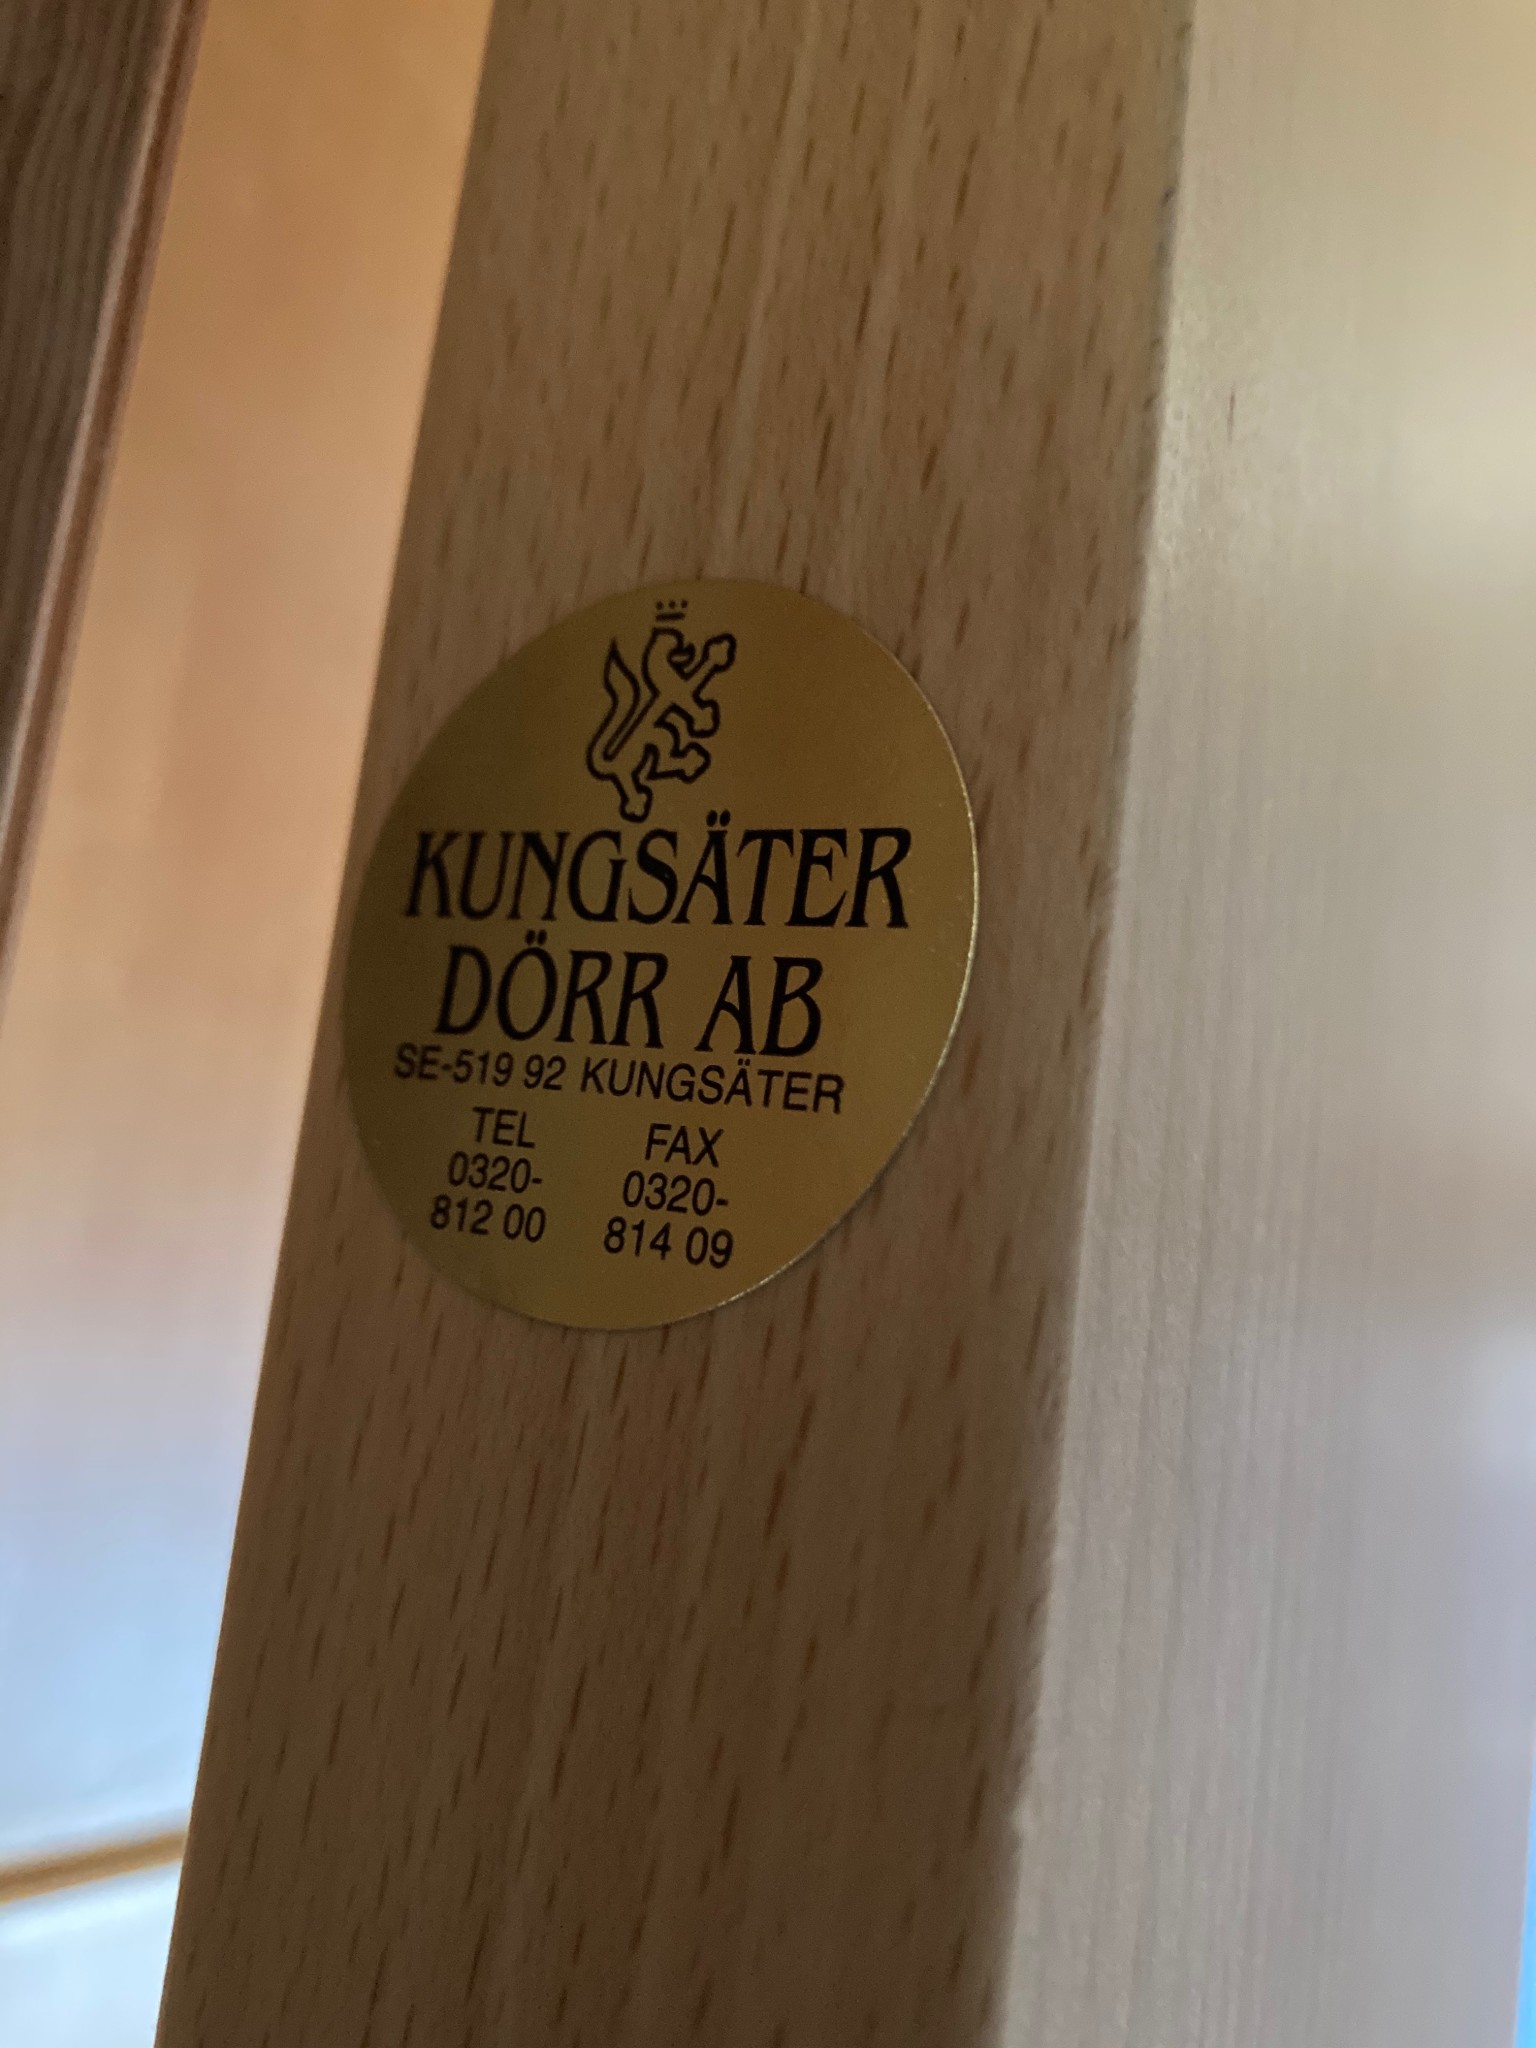 KUNGSÄTER
DÖRR AB
SE-519 92 KUNGSÄTER
TEL FAX
0320- 0320-
812 00 814 09